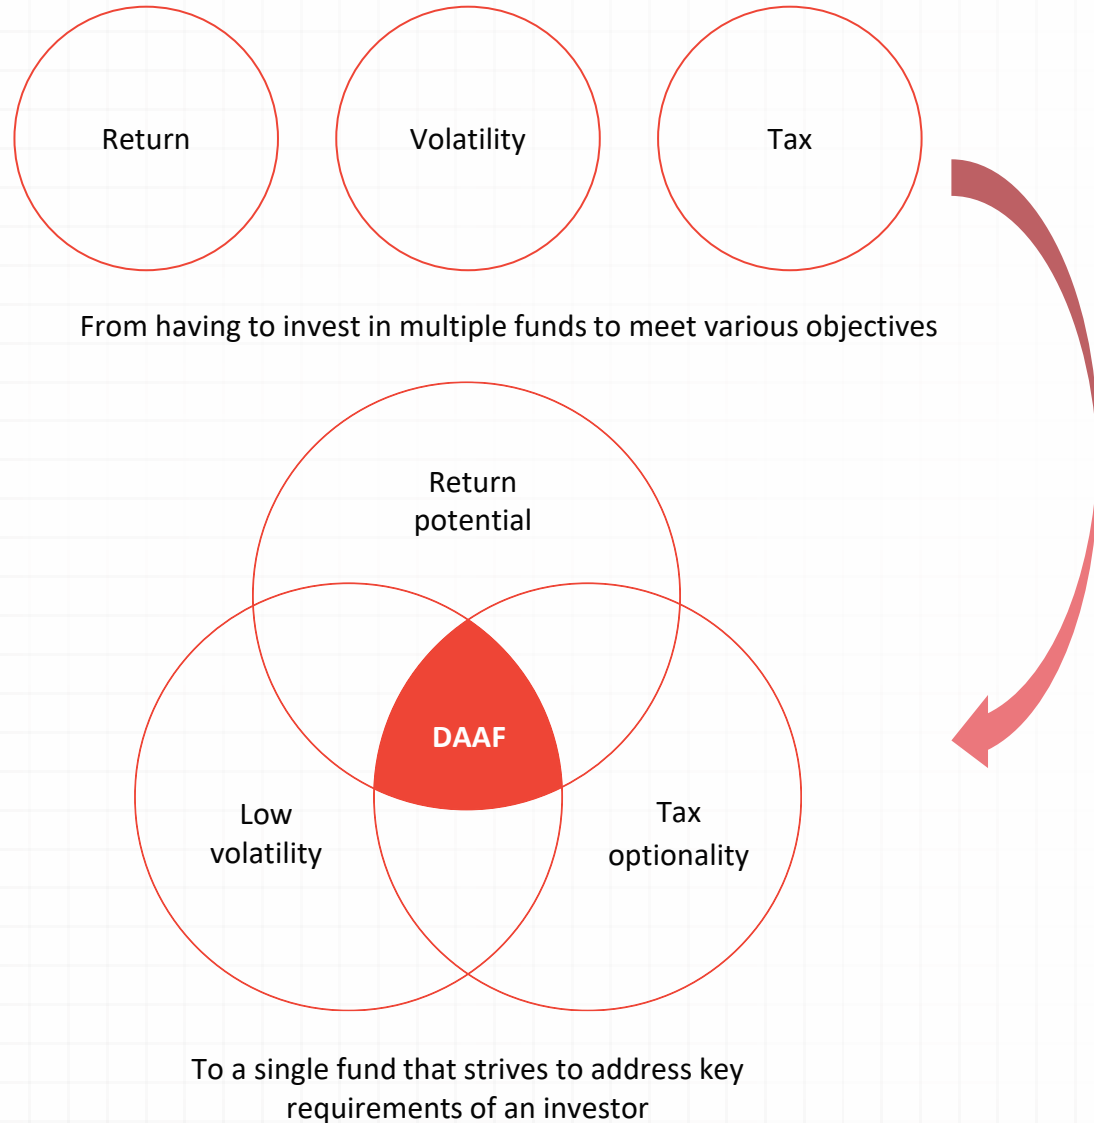 Return
Volatility
Tax
From having to invest in multiple funds to meet various objectives
Return
potential
DAAF
Low
volatility
Tax
optionality
To a single fund that strives to address key
requirements of an investor